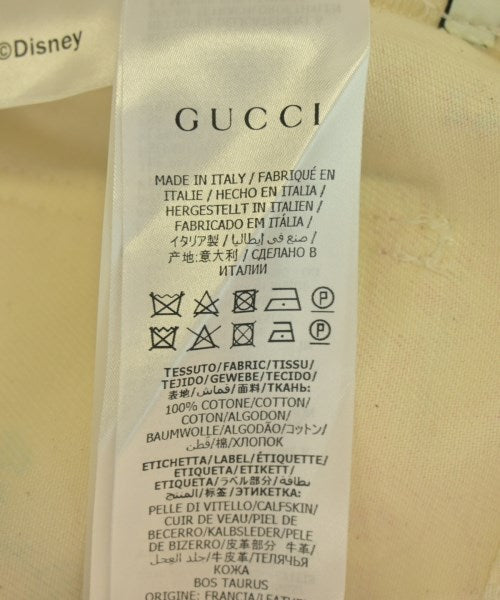 ©Disney
GUCCI
MADE IN ITALY / FABRIQUÉ EN
ITALIE / HECHO EN ITALIA /
HERGESTELLT IN ITALIEN /
FABRICADO EM ITÁLIA /
イタリア製 / صنع في إيطاليا /
产地:意大利 / СДЕЛАНО В
ИТАЛИИ
P
P
TESSUTO/FABRIC/TISSU/
TEJIDO/GEWEBE/TECIDO/
表地/قماش/面料/ТКАНЬ:
100% COTONE/COTTON/
COTON/ALGODON/
BAUMWOLLE/ALGODÃO/コットン/
قطن/棉/ХЛОПОК
ETICHETTA/LABEL/ÉTIQUETTE/
ETIQUETA/ETIKETT/
ETIQUETA/ラベル部分/بطاقة
المنتج/标签/ЭТИКЕТКА:
PELLE DI VITELLO/CALFSKIN/
CUIR DE VEAU/PIEL DE
BECERRO/KALBSLEDER/PELE
DE BIZERRO/皮革部分 牛革/
جلد العجل/牛皮革/ТЕЛЯЧЬЯ
КОЖА
BOS TAURUS
ORIGINE: FRANCIA/ORIGIN: